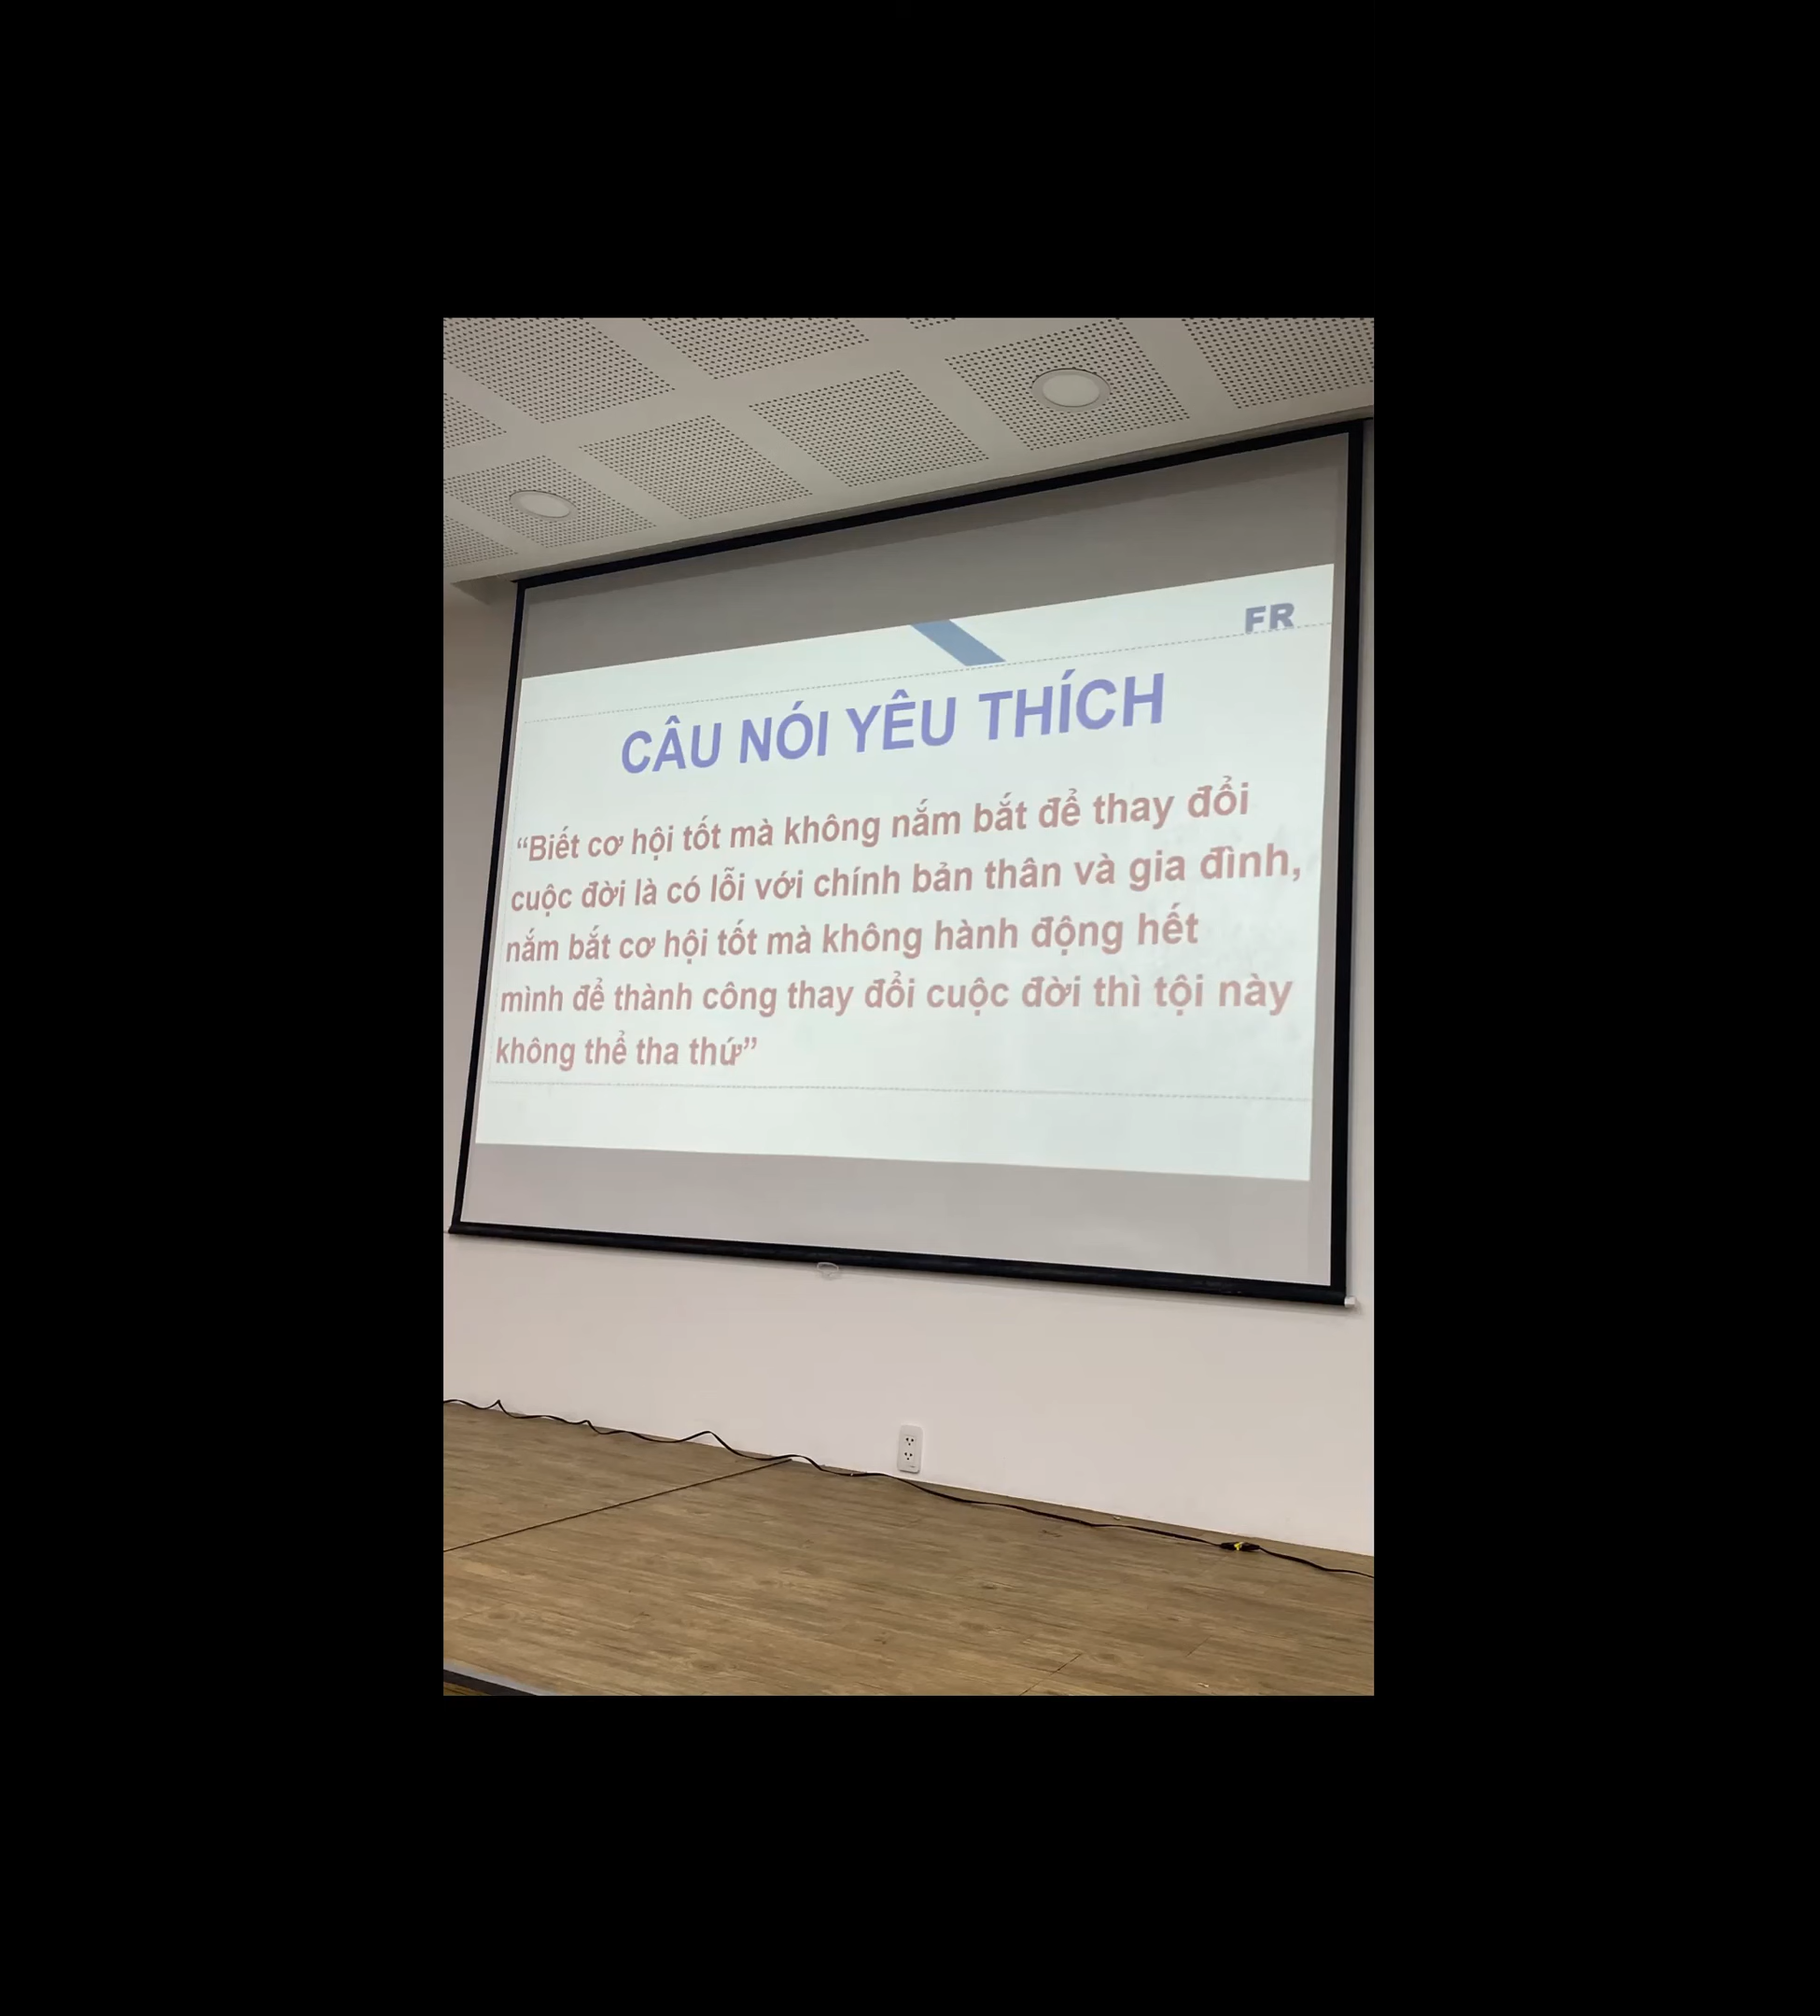 FR
CÂU NÓI YÊU THÍCH
“Biết cơ hội tốt mà không nắm bắt để thay đổi
cuộc đời là có lỗi với chính bản thân và gia đình,
nắm bắt cơ hội tốt mà không hành động hết
mình để thành công thay đổi cuộc đời thì tội này
không thể tha thứ”